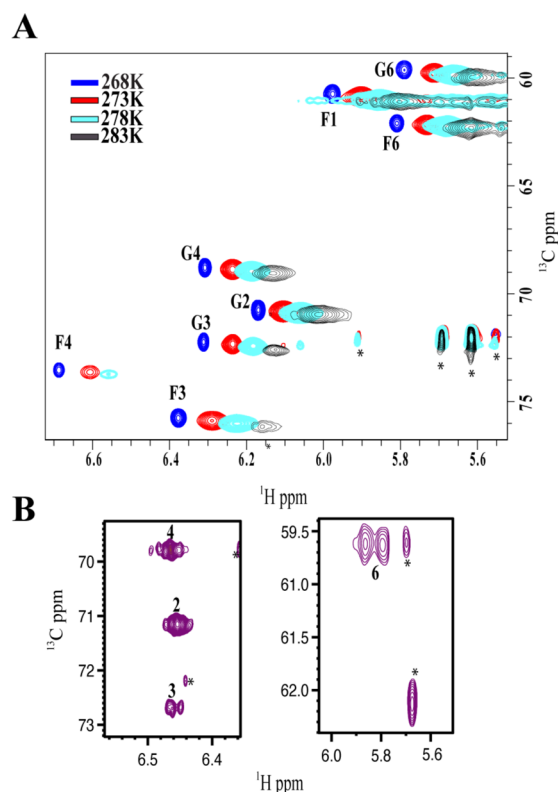 A
268K
273K
278K
283K
G6
F1
F6
G4
G2
G3
F4
F3
*
*
*
*
*
60
65
70
75
¹³C ppm
6.6
6.4
6.2
6.0
5.8
5.6
¹H ppm
B
4
*
2
*
3
70
71
72
73
¹³C ppm
6.5
6.4
6
*
*
59.5
61.0
61.5
62.0
6.0
5.8
5.6
¹H ppm